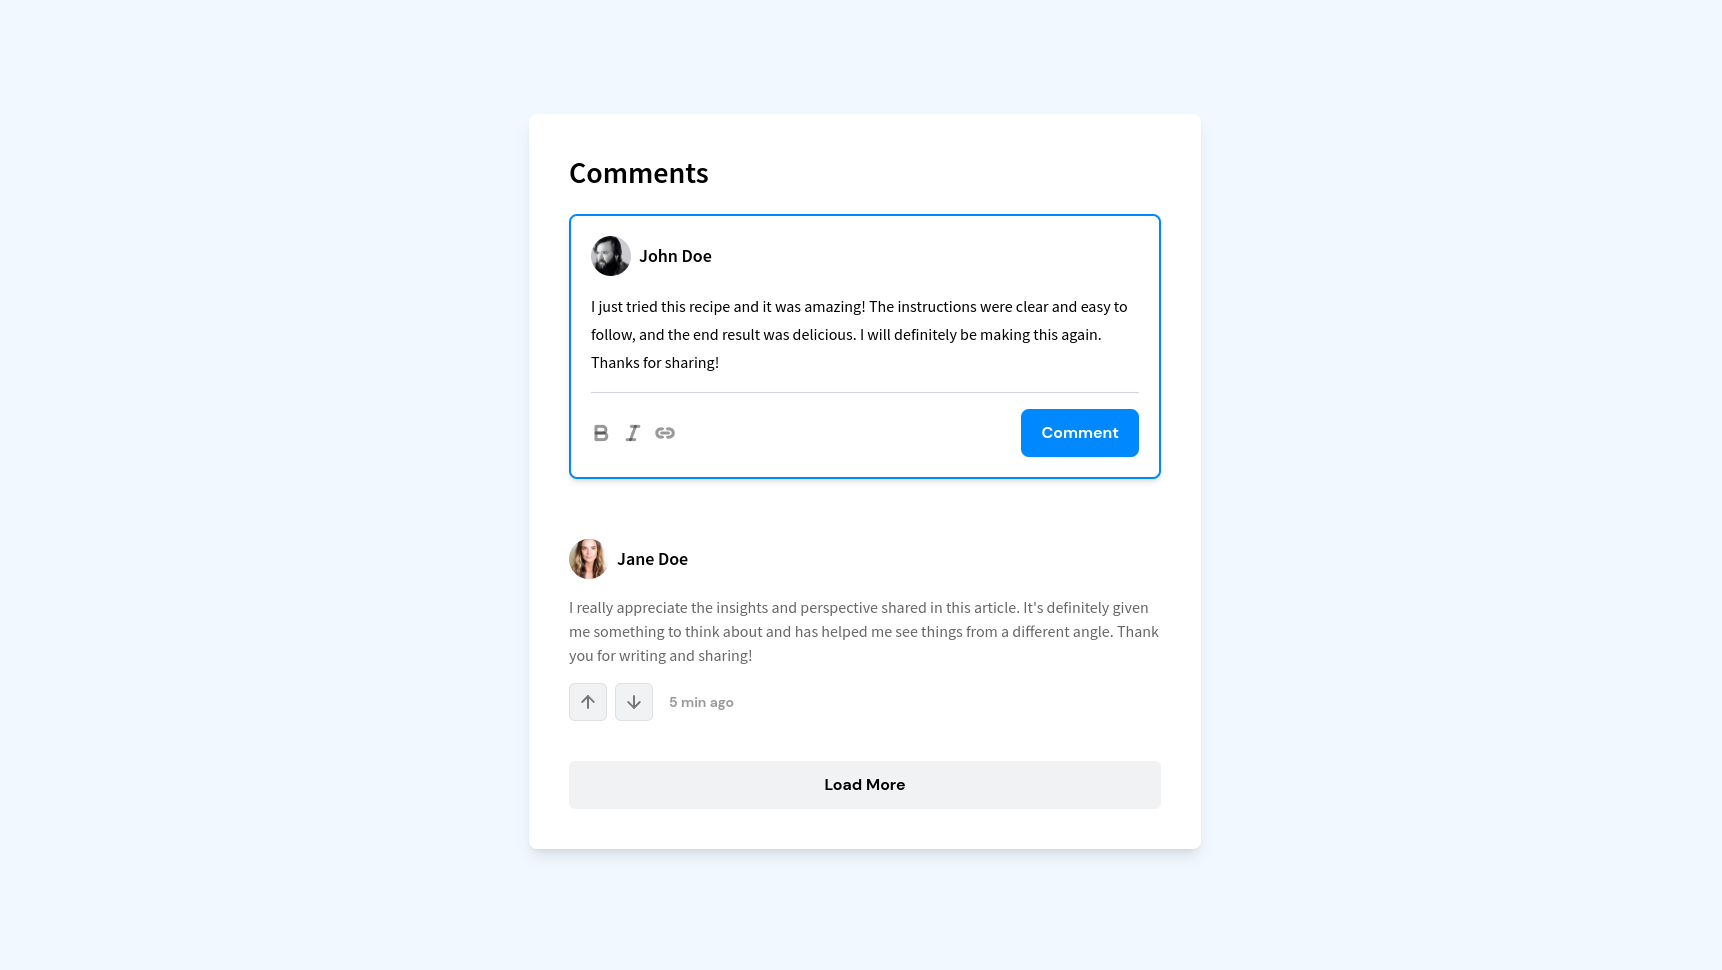 Comments
John Doe
I just tried this recipe and it was amazing! The instructions were clear and easy to
follow, and the end result was delicious. I will definitely be making this again.
Thanks for sharing!
Comment
Jane Doe
I really appreciate the insights and perspective shared in this article. It's definitely given
me something to think about and has helped me see things from a different angle. Thank
you for writing and sharing!
5 min ago
Load More